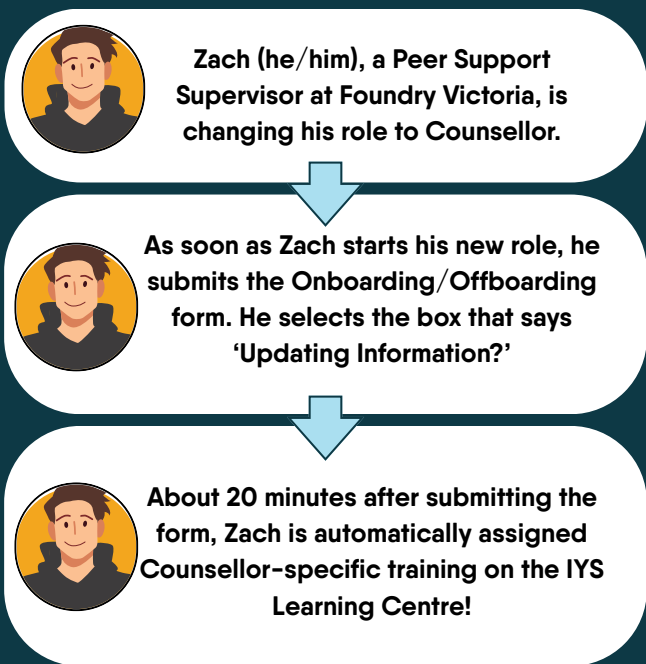 Zach (he/him), a Peer Support
Supervisor at Foundry Victoria, is
changing his role to Counsellor.
As soon as Zach starts his new role, he
submits the Onboarding/Offboarding
form. He selects the box that says
‘Updating Information?’
About 20 minutes after submitting the
form, Zach is automatically assigned
Counsellor-specific training on the IYS
Learning Centre!